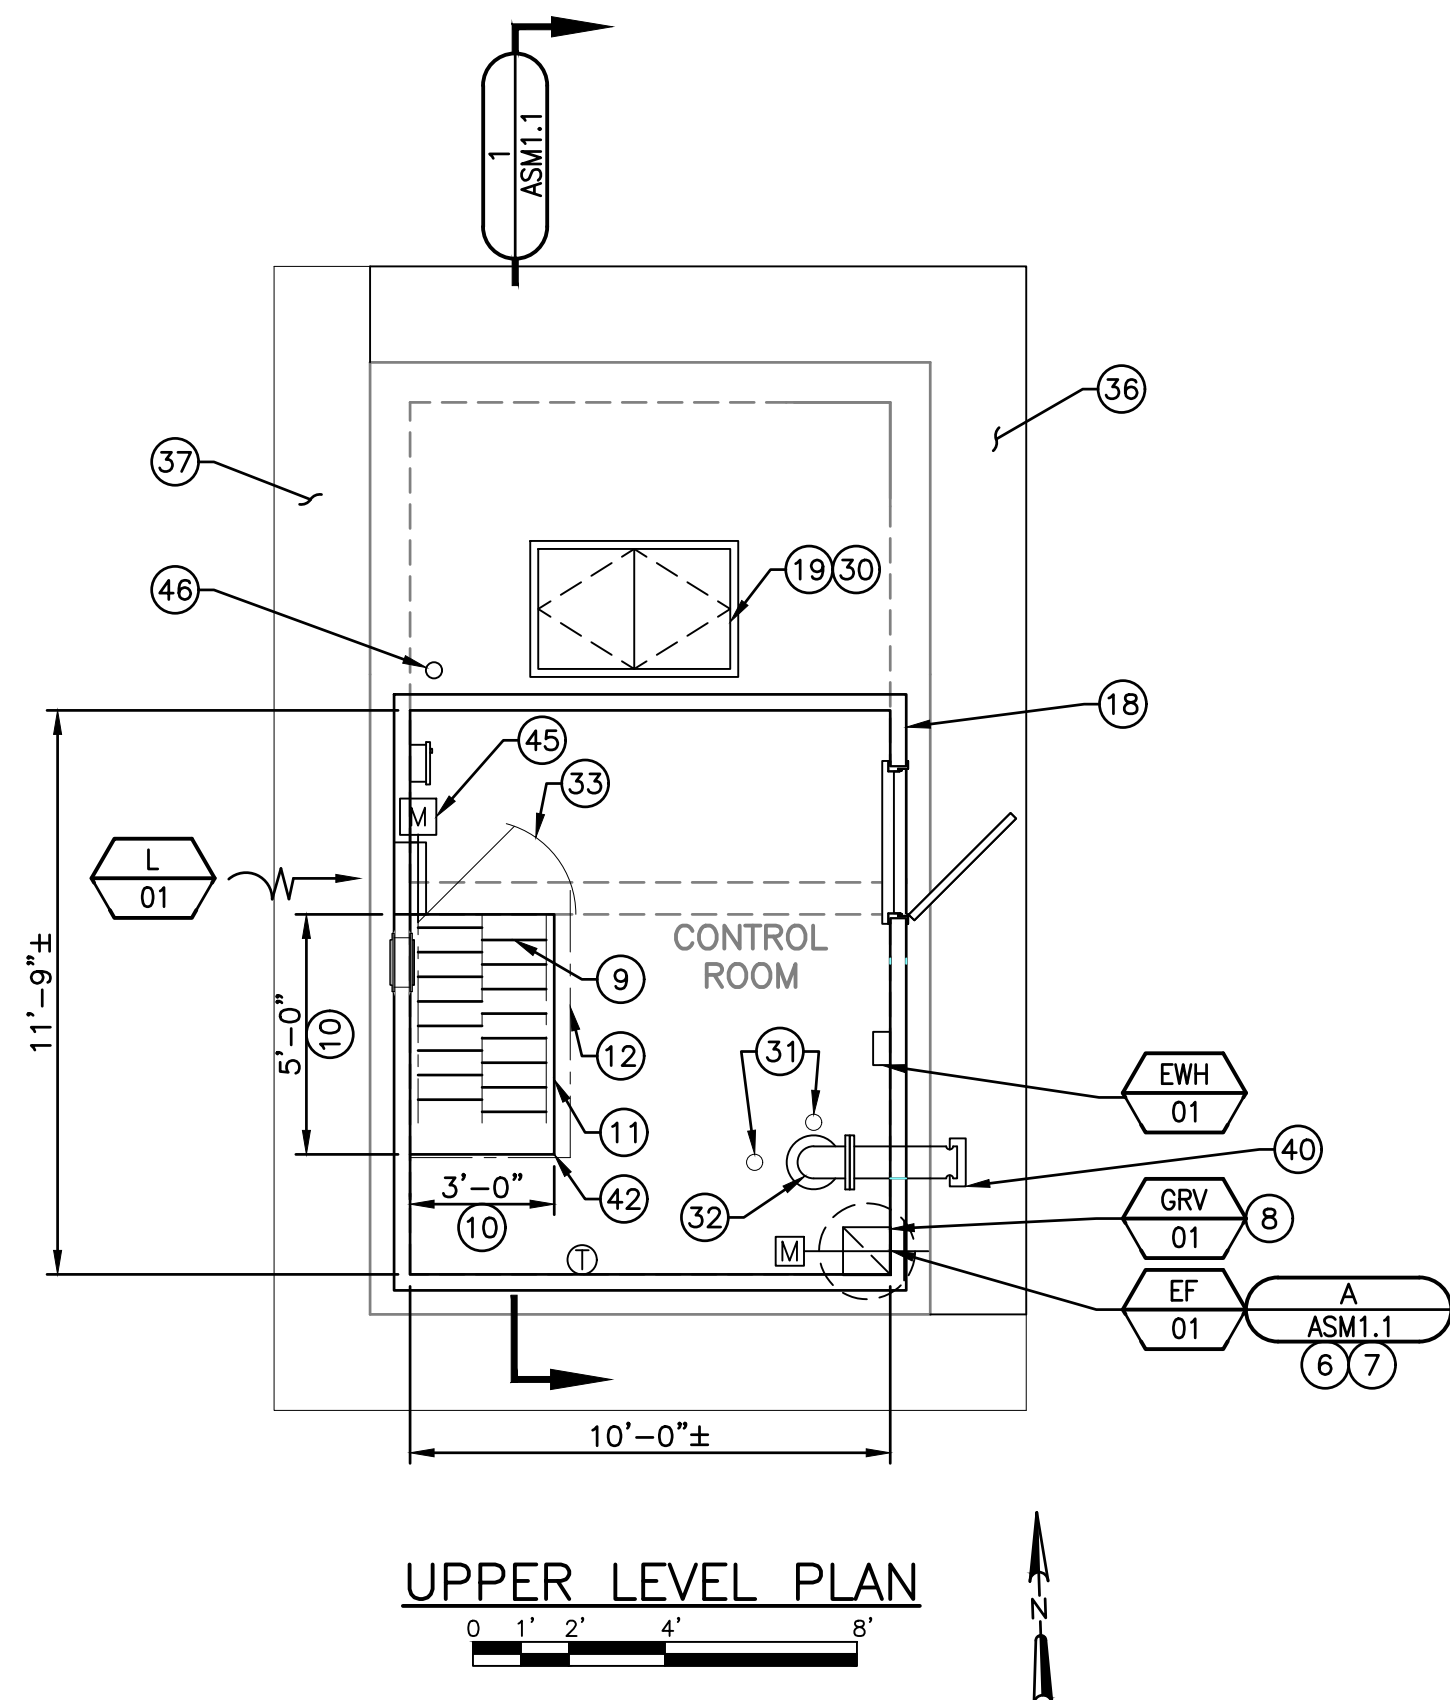 1
ASM1.1
36
37
19 30
46
18
45
33
M
L
01
CONTROL
ROOM
9
11'-9"±
5'-0"
10
12
31
EWH
01
11
40
3'-0"
42
10
32
GRV
01
8
T
M
EF
01
A
ASM1.1
6 7
10'-0"±
UPPER LEVEL PLAN
0 1' 2' 4' 8'
N